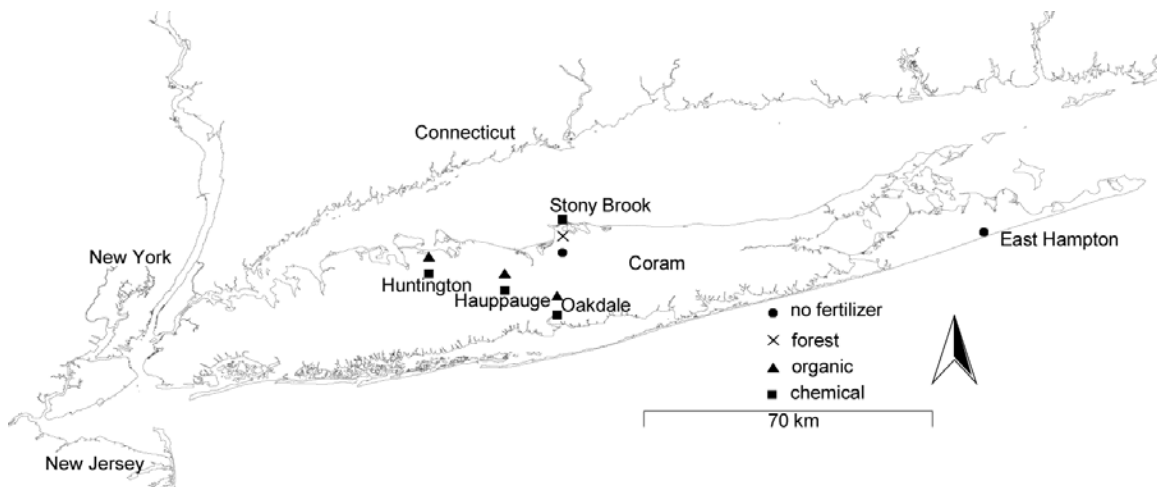 Connecticut
Stony Brook
New York
East Hampton
Coram
Huntington
Hauppauge
Oakdale
no fertilizer
forest
organic
chemical
70 km
New Jersey